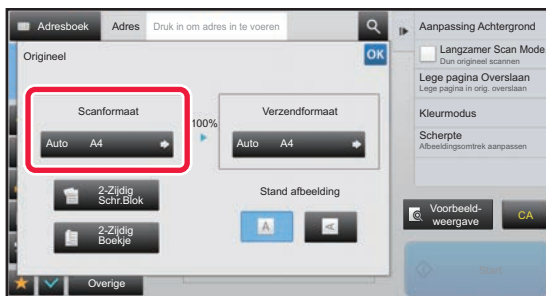 Adresboek
Adres
Druk in om adres in te voeren
Origineel
OK
Scanformaat
Auto A4
100%
Verzendformaat
Auto A4
2-Zijdig
Schr.Blok
2-Zijdig
Boekje
Stand afbeelding
A
A
Overige
Aanpassing Achtergrond
Langzamer Scan Mode
Dun origineel scannen
Lege pagina Overslaan
Lege pagina in orig. overslaan
Kleurmodus
Scherpte
Afbeeldingsomtrek aanpassen
Voorbeeld-
weergave
CA
Start